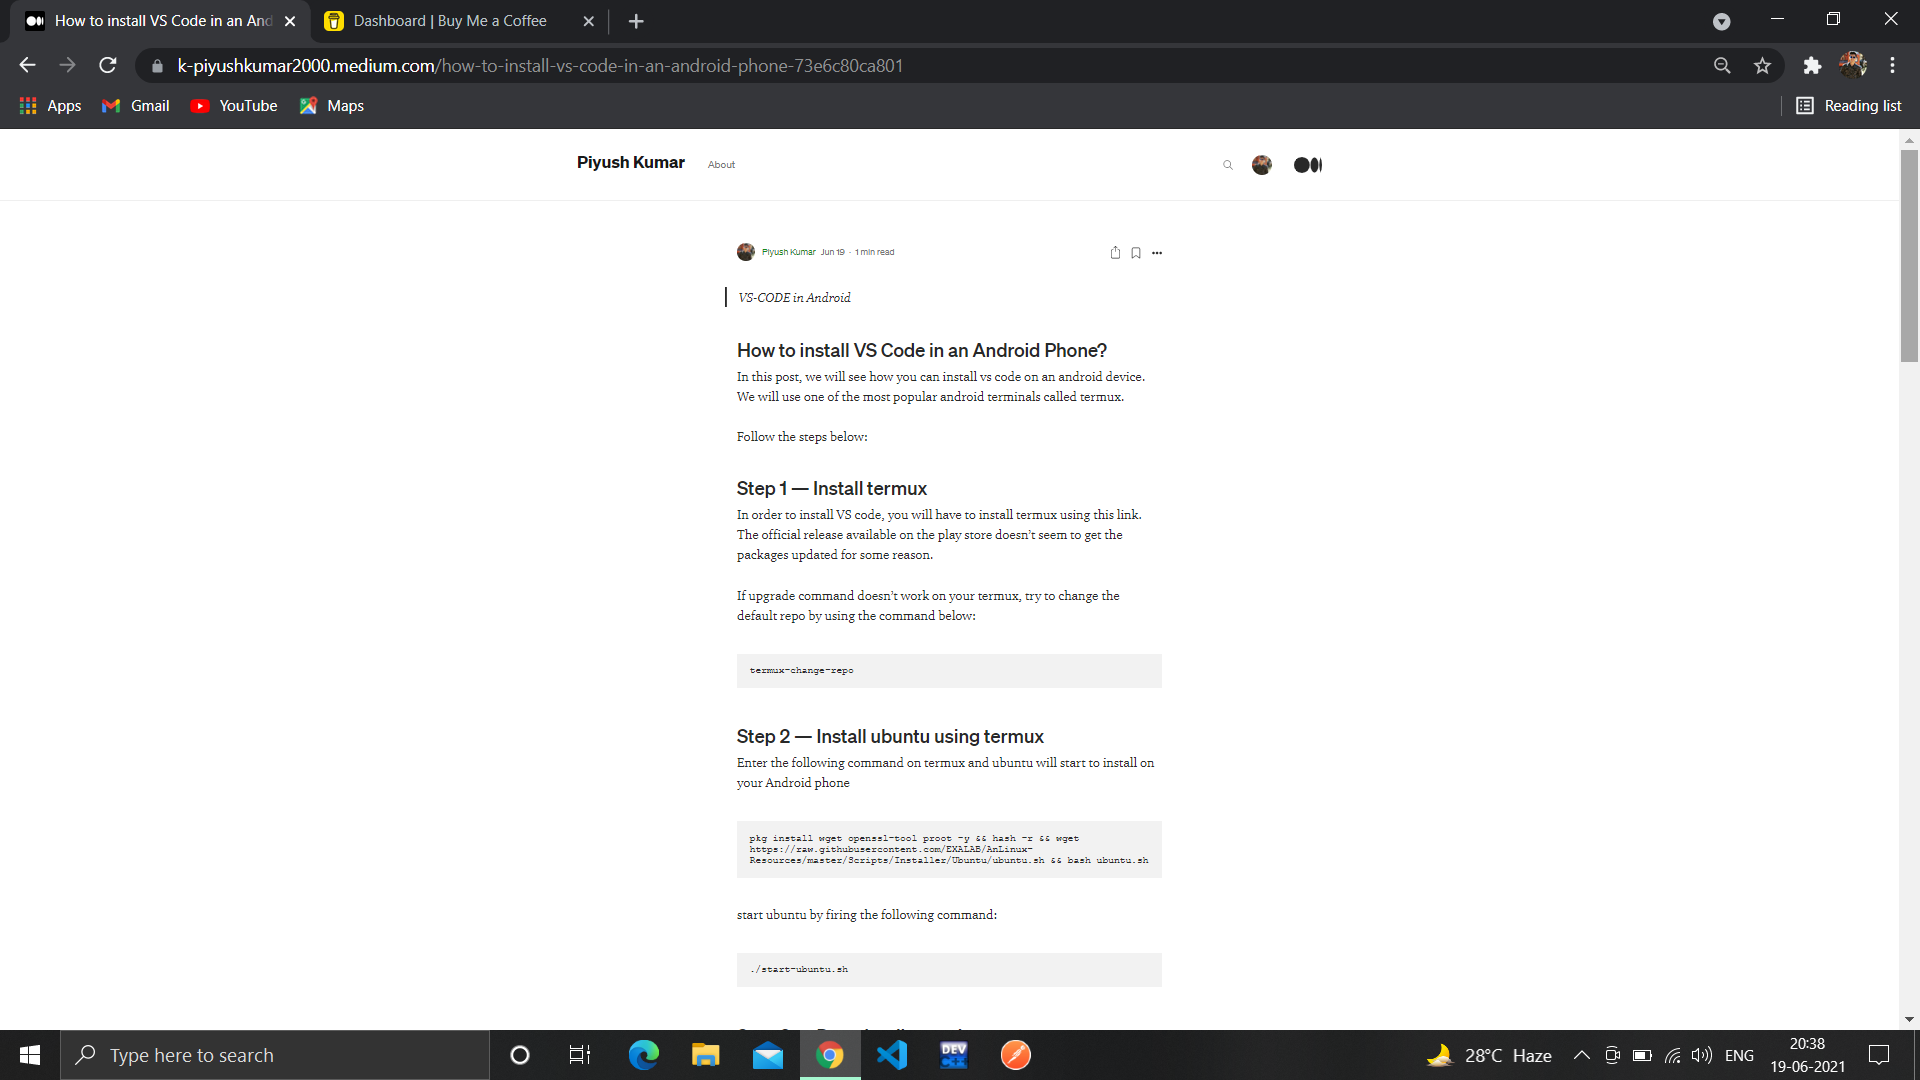 How to install VS Code in an And
Dashboard | Buy Me a Coffee
k-piyushkumar2000.medium.com/how-to-install-vs-code-in-an-android-phone-73e6c80ca801
Apps
Gmail
YouTube
Maps
Reading list
Piyush Kumar
About
Piyush Kumar Jun 19 · 1 min read
VS-CODE in Android
How to install VS Code in an Android Phone?
In this post, we will see how you can install vs code on an android device.
We will use one of the most popular android terminals called termux.
Follow the steps below:
Step 1 — Install termux
In order to install VS code, you will have to install termux using this link.
The official release available on the play store doesn’t seem to get the
packages updated for some reason.
If upgrade command doesn’t work on your termux, try to change the
default repo by using the command below:
termux-change-repo
Step 2 — Install ubuntu using termux
Enter the following command on termux and ubuntu will start to install on
your Android phone
pkg install wget openssl-tool proot -y && hash -r && wget
https://raw.githubusercontent.com/EXALAB/AnLinux-
Resources/master/Scripts/Installer/Ubuntu/ubuntu.sh && bash ubuntu.sh
start ubuntu by firing the following command:
./start-ubuntu.sh
Type here to search
DEV
C++
28°C Haze
ENG
20:38
19-06-2021